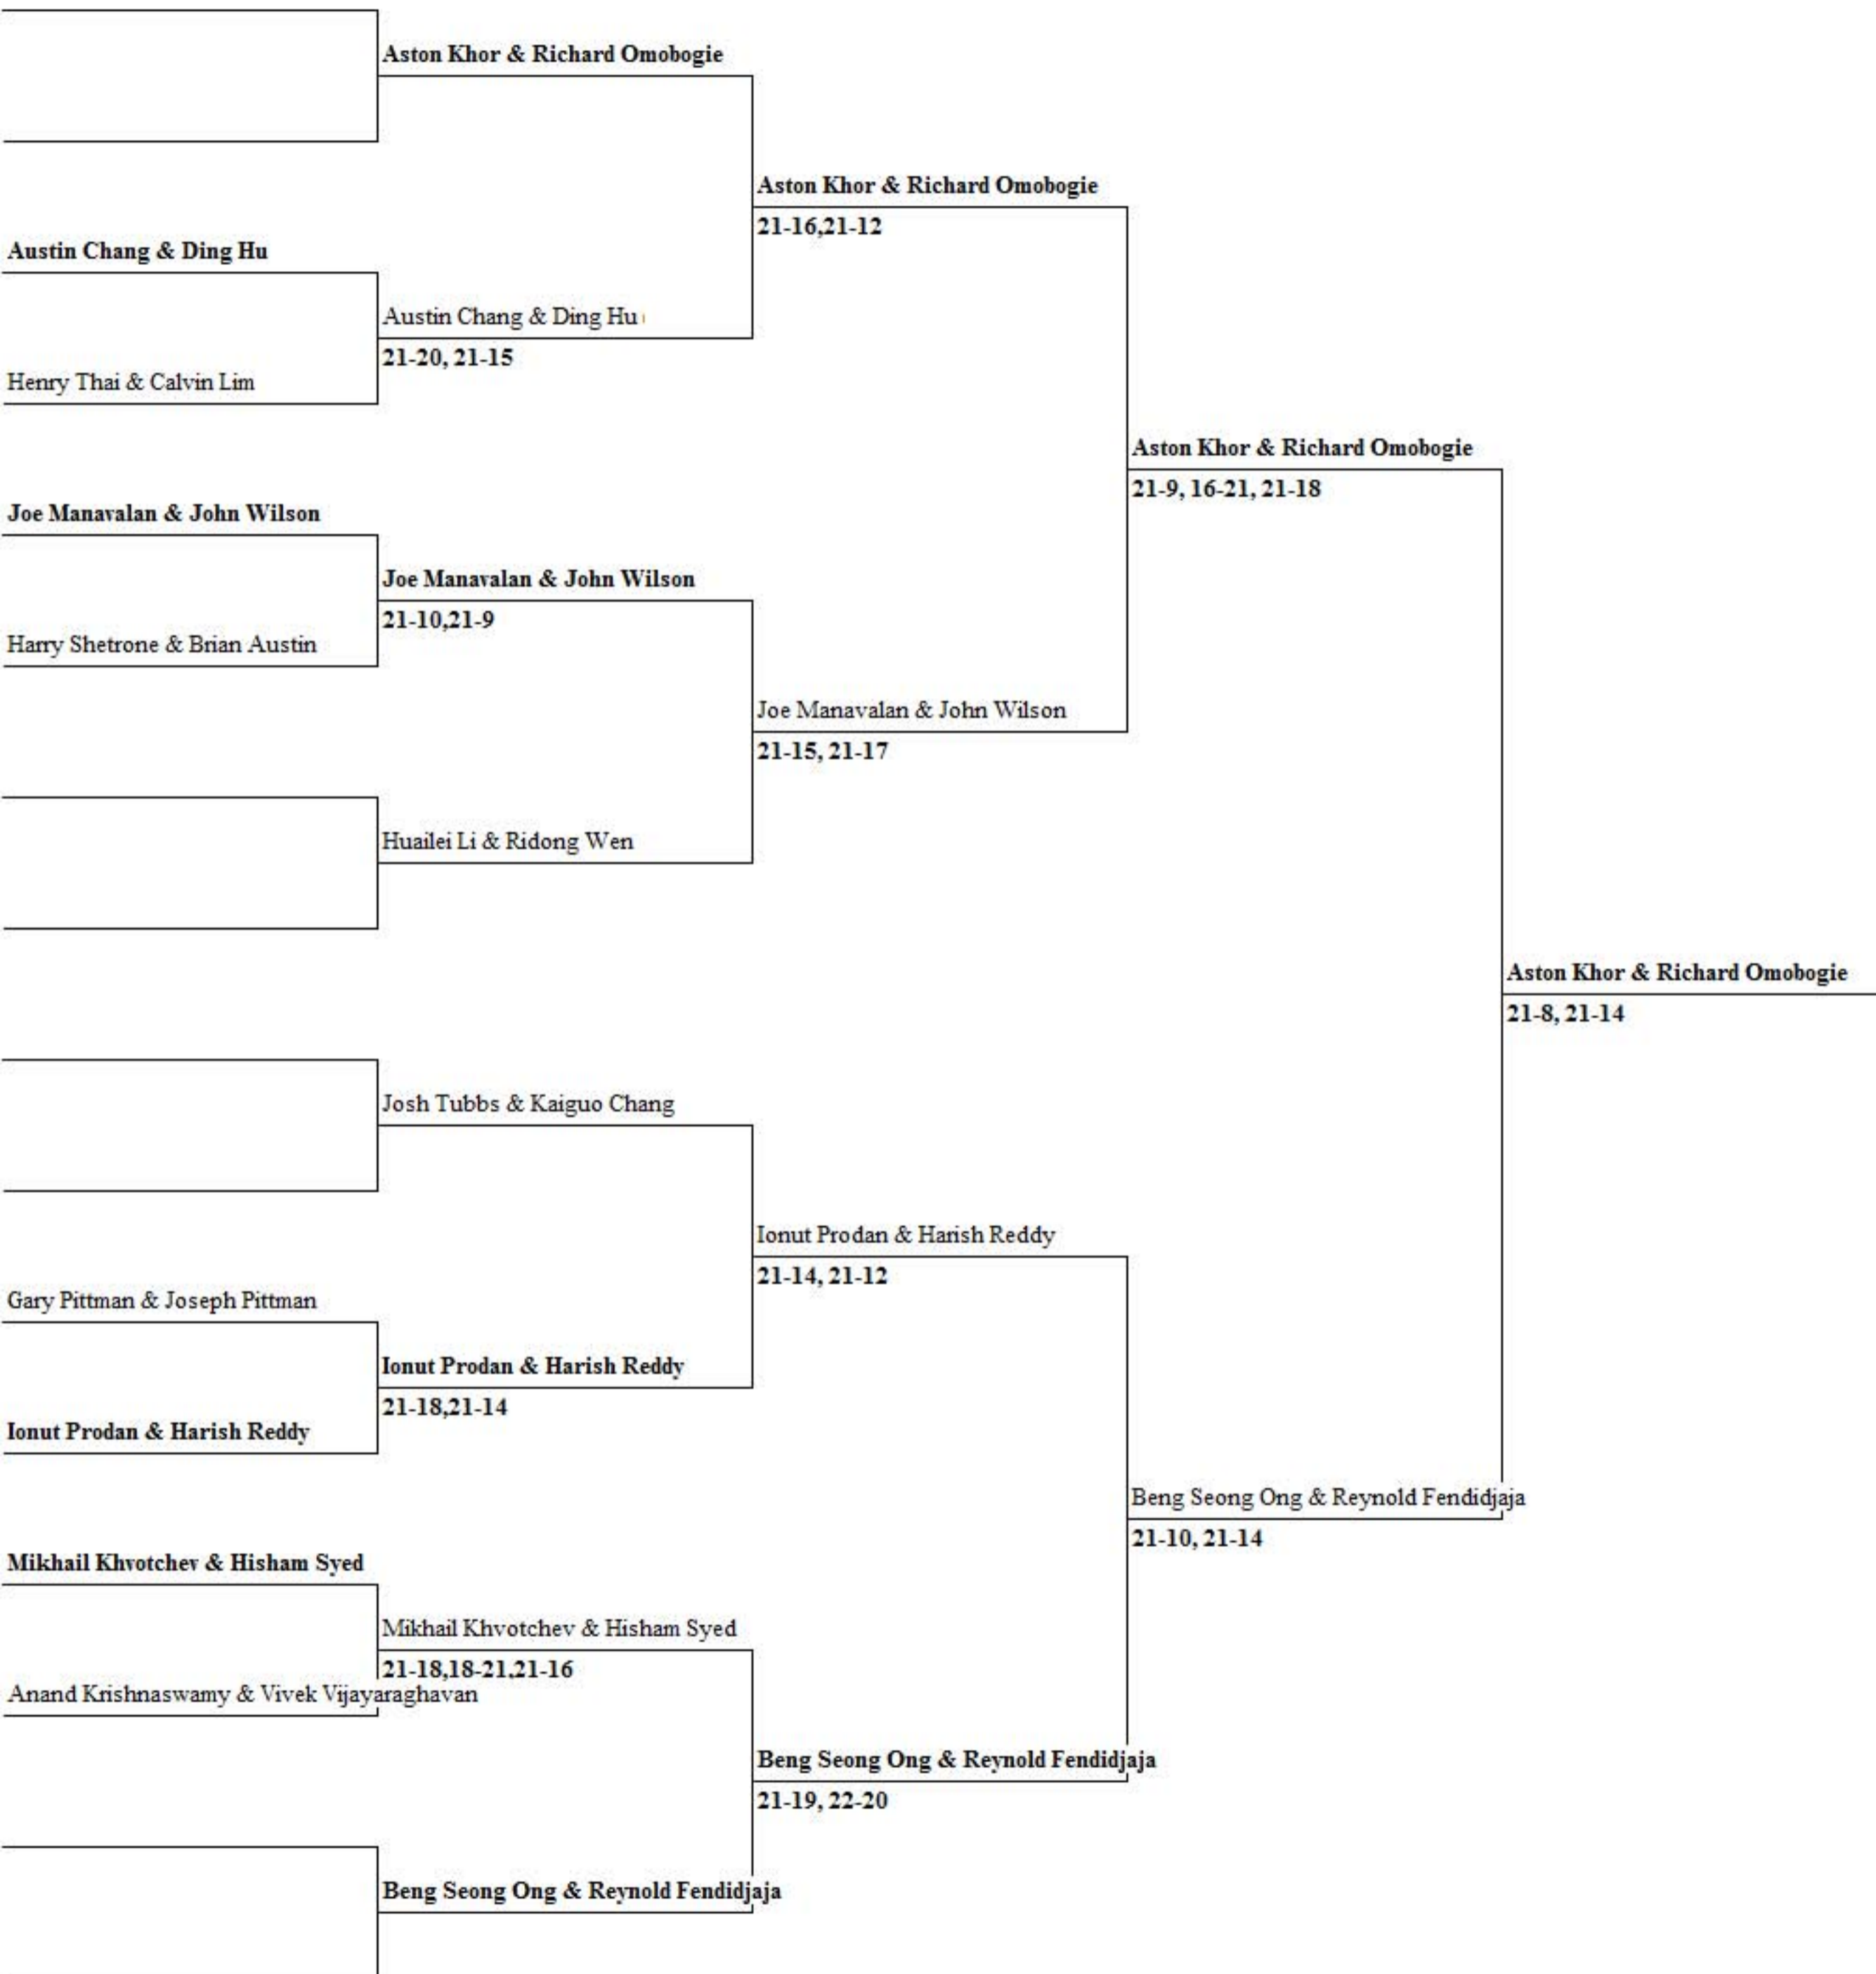 Aston Khor & Richard Omobogie
Aston Khor & Richard Omobogie
21-16,21-12
Austin Chang & Ding Hu
Austin Chang & Ding Hu
21-20, 21-15
Henry Thai & Calvin Lim
Aston Khor & Richard Omobogie
21-9, 16-21, 21-18
Joe Manavalan & John Wilson
Joe Manavalan & John Wilson
21-10,21-9
Harry Shetrone & Brian Austin
Joe Manavalan & John Wilson
21-15, 21-17
Huailei Li & Ridong Wen
Aston Khor & Richard Omobogie
21-8, 21-14
Josh Tubbs & Kaiguo Chang
Ionut Prodan & Harish Reddy
21-14, 21-12
Gary Pittman & Joseph Pittman
Ionut Prodan & Harish Reddy
21-18,21-14
Ionut Prodan & Harish Reddy
Beng Seong Ong & Reynold Fendidjaja
21-10, 21-14
Mikhail Khvotchev & Hisham Syed
Mikhail Khvotchev & Hisham Syed
21-18,18-21,21-16
Anand Krishnaswamy & Vivek Vijayaraghavan
Beng Seong Ong & Reynold Fendidjaja
21-19, 22-20
Beng Seong Ong & Reynold Fendidjaja